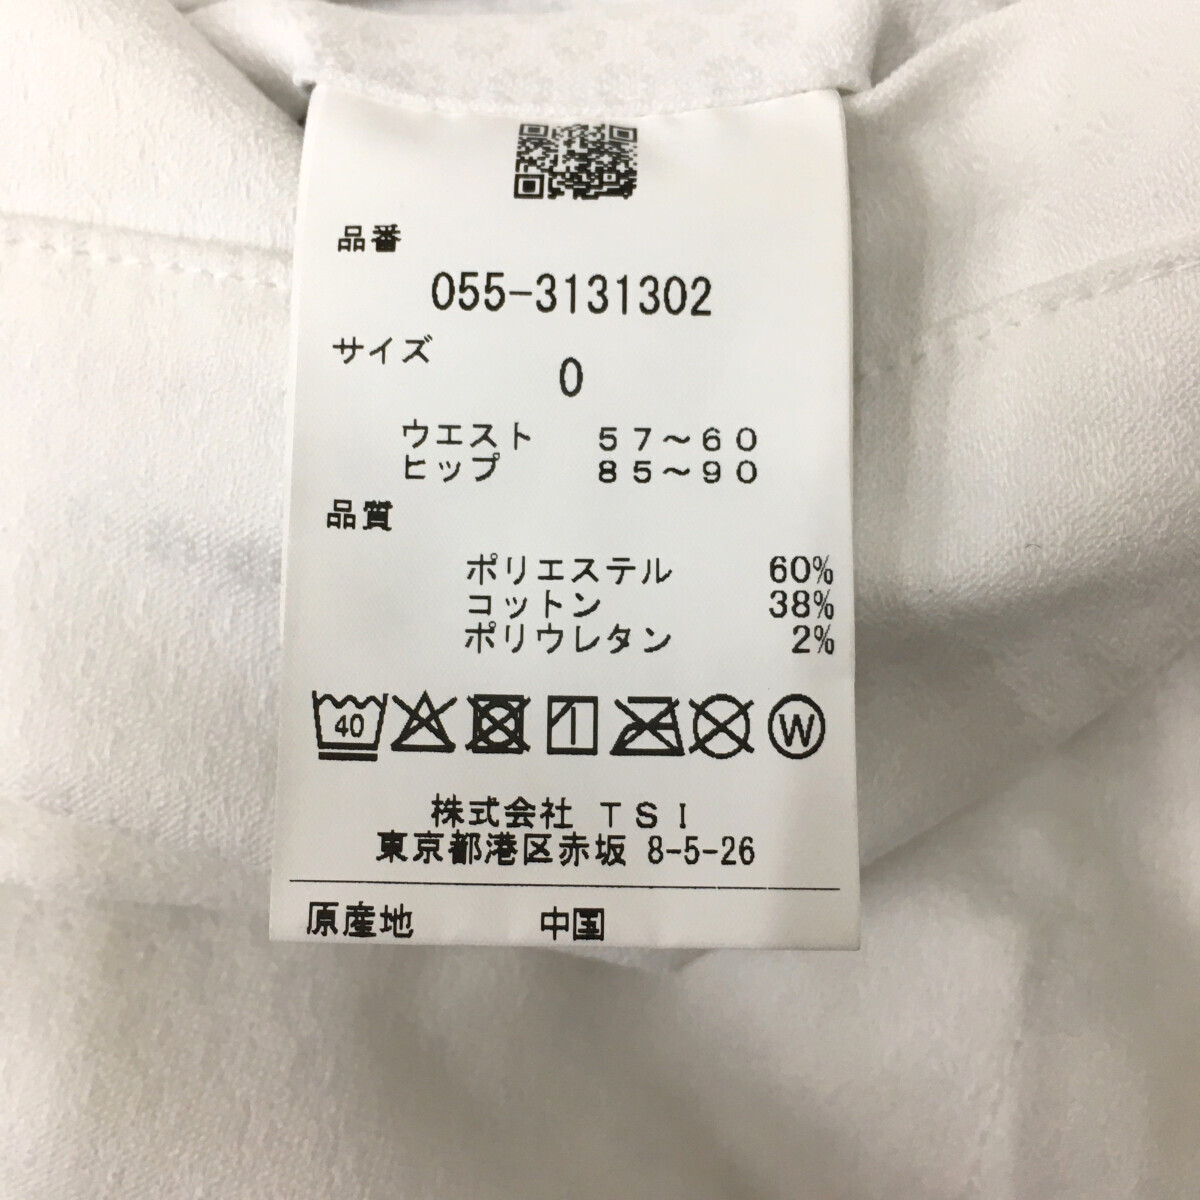 品番
055-3131302
サイズ
0
ウエスト 57～60
ヒップ 85～90
品質
ポリエステル 60%
コットン 38%
ポリウレタン 2%
40 W
株式会社 TSI
東京都港区赤坂 8-5-26
原産地 中国